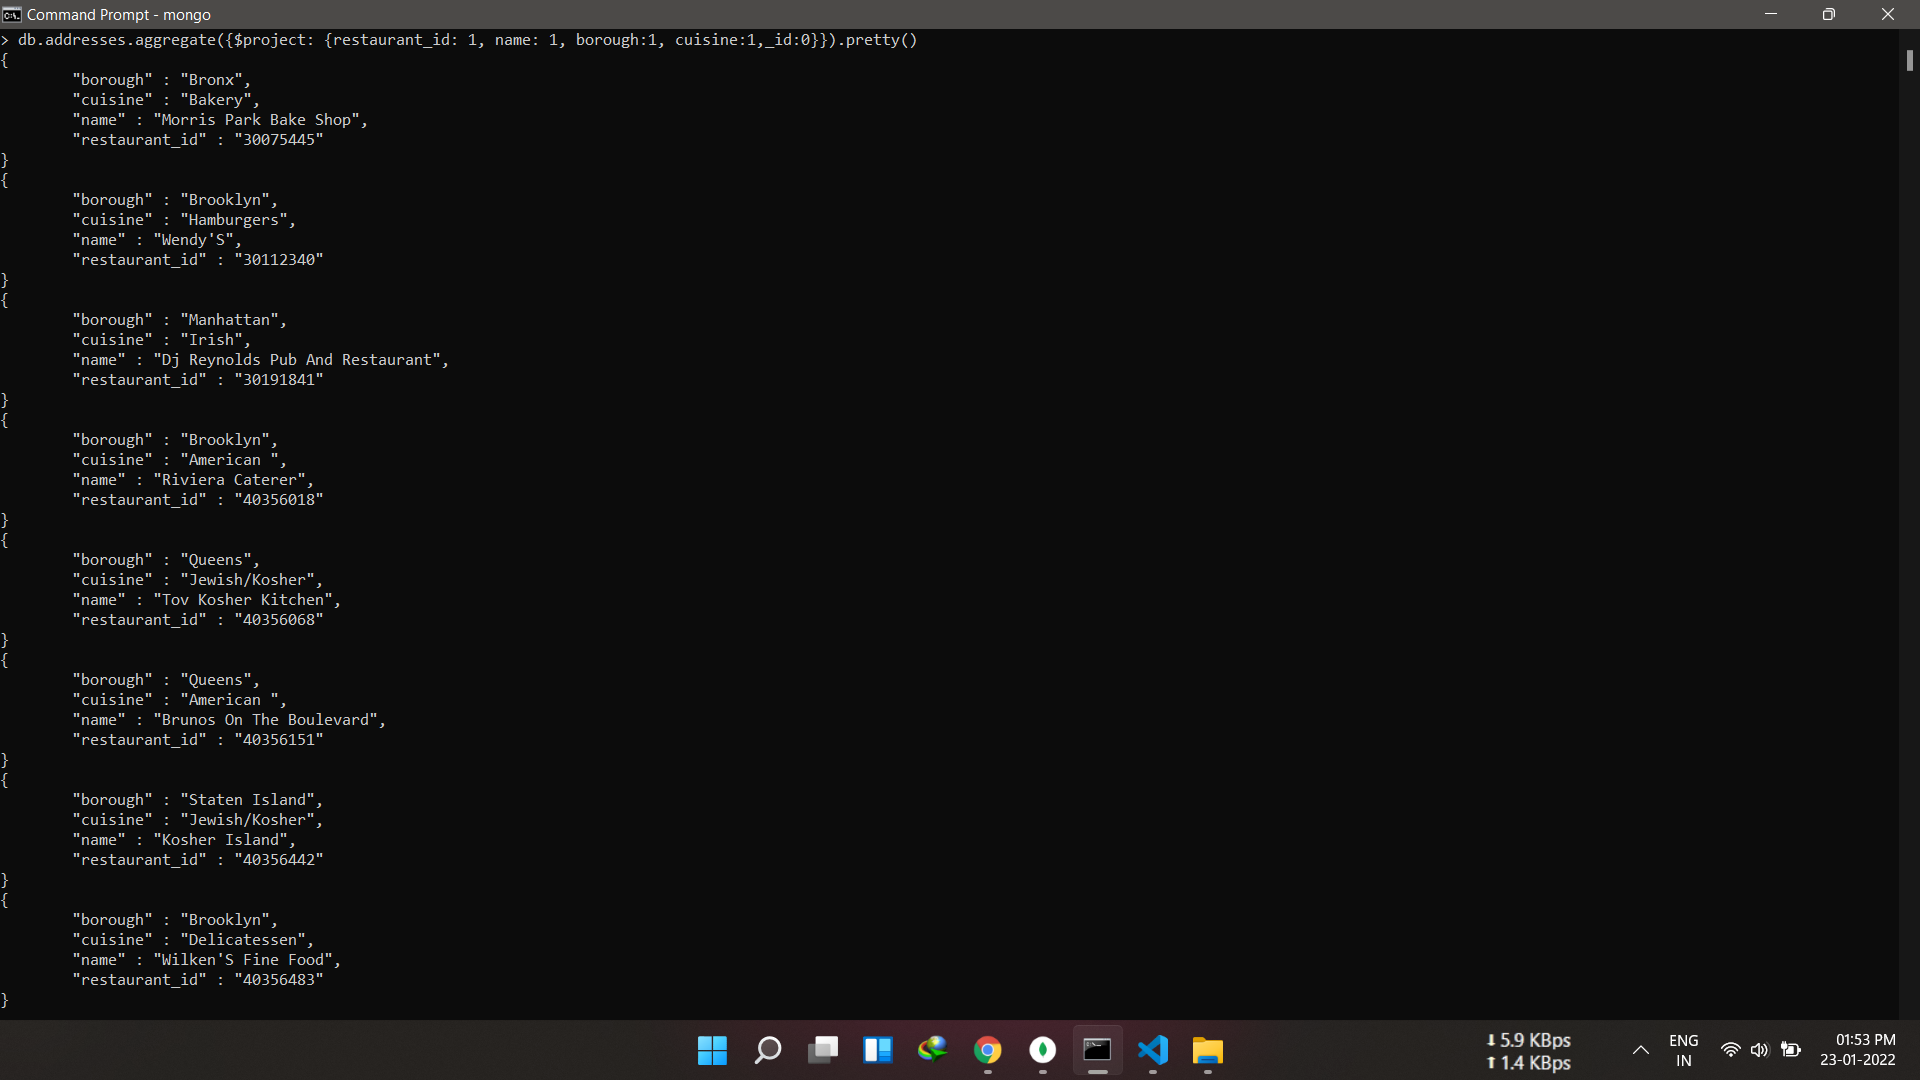 Command Prompt - mongo
> db.addresses.aggregate({$project: {restaurant_id: 1, name: 1, borough:1, cuisine:1,_id:0}}).pretty()
{
"borough" : "Bronx",
"cuisine" : "Bakery",
"name" : "Morris Park Bake Shop",
"restaurant_id" : "30075445"
}
{
"borough" : "Brooklyn",
"cuisine" : "Hamburgers",
"name" : "Wendy'S",
"restaurant_id" : "30112340"
}
{
"borough" : "Manhattan",
"cuisine" : "Irish",
"name" : "Dj Reynolds Pub And Restaurant",
"restaurant_id" : "30191841"
}
{
"borough" : "Brooklyn",
"cuisine" : "American ",
"name" : "Riviera Caterer",
"restaurant_id" : "40356018"
}
{
"borough" : "Queens",
"cuisine" : "Jewish/Kosher",
"name" : "Tov Kosher Kitchen",
"restaurant_id" : "40356068"
}
{
"borough" : "Queens",
"cuisine" : "American ",
"name" : "Brunos On The Boulevard",
"restaurant_id" : "40356151"
}
{
"borough" : "Staten Island",
"cuisine" : "Jewish/Kosher",
"name" : "Kosher Island",
"restaurant_id" : "40356442"
}
{
"borough" : "Brooklyn",
"cuisine" : "Delicatessen",
"name" : "Wilken'S Fine Food",
"restaurant_id" : "40356483"
}
5.9 KBps
1.4 KBps
ENG
IN
01:53 PM
23-01-2022